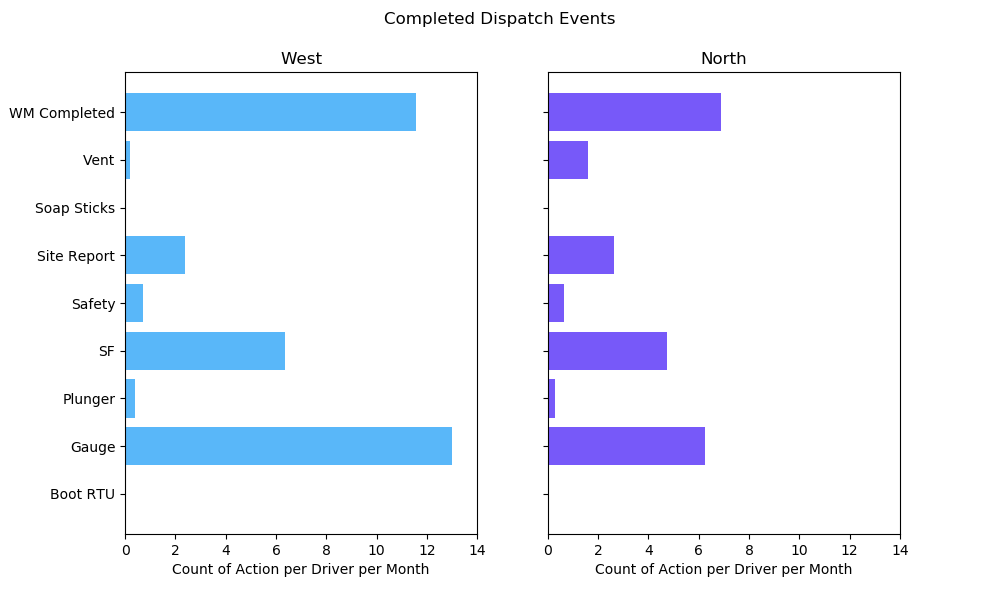 Completed Dispatch Events
West
North
WM Completed
Vent
Soap Sticks
Site Report
Safety
SF
Plunger
Gauge
Boot RTU
0 2 4 6 8 10 12 14
0 2 4 6 8 10 12 14
Count of Action per Driver per Month
Count of Action per Driver per Month